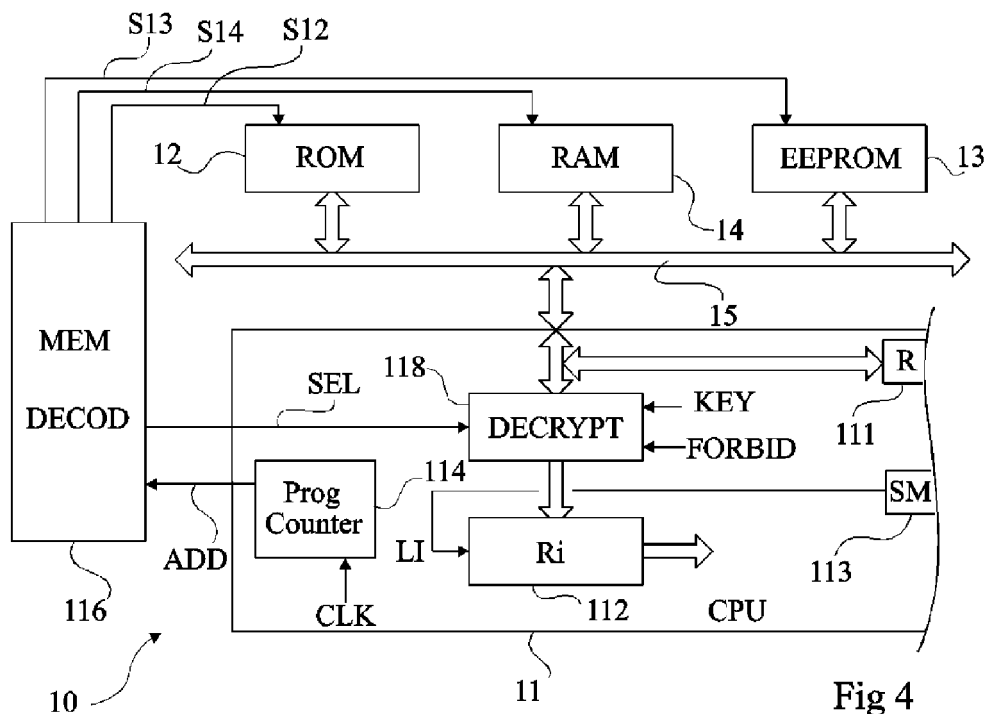 S13
S14
S12
12
ROM
RAM
EEPROM
13
14
15
MEM
DECOD
SEL
118
DECRYPT
KEY
FORBID
R
111
114
Prog
Counter
ADD
CLK
LI
Ri
112
SM
113
CPU
116
10
11
Fig 4